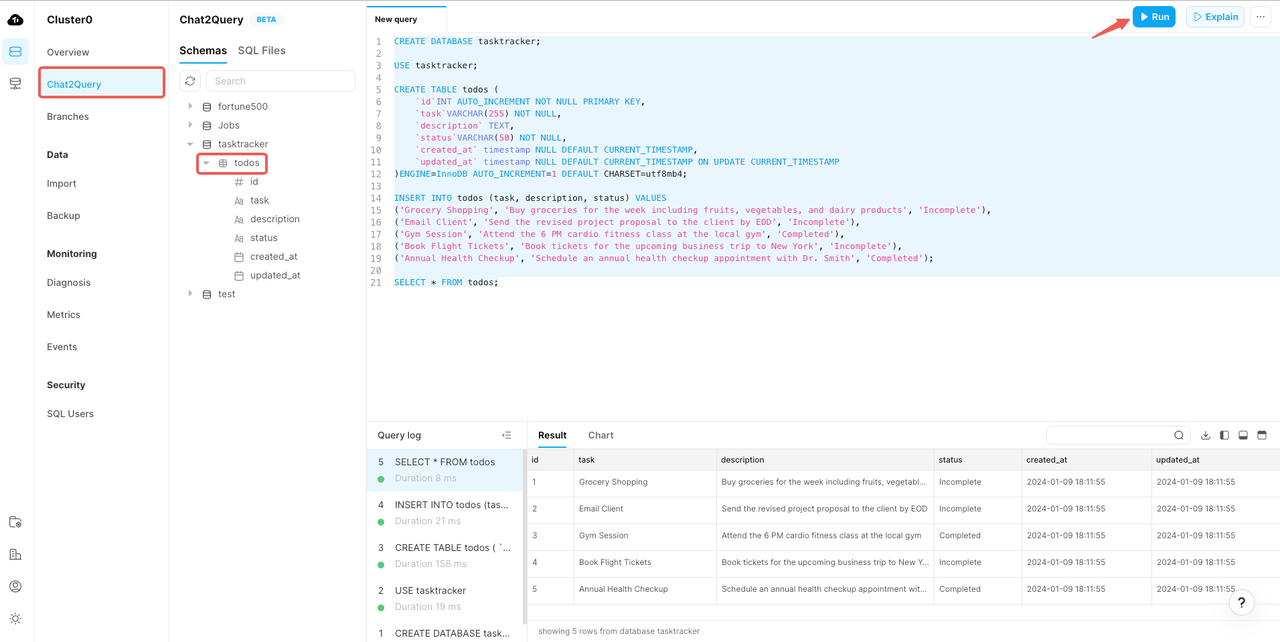 Cluster0
Overview
Chat2Query
Branches
Data
Import
Backup
Monitoring
Diagnosis
Metrics
Events
Security
SQL Users
Chat2Query BETA
Schemas SQL Files
Search
fortune500
Jobs
tasktracker
todos
id
task
description
status
created_at
updated_at
test
New query
Run
Explain
1 CREATE DATABASE tasktracker;
2
3 USE tasktracker;
4
5 CREATE TABLE todos (
6 `id`INT AUTO_INCREMENT NOT NULL PRIMARY KEY,
7 `task`VARCHAR(255) NOT NULL,
8 `description` TEXT,
9 `status`VARCHAR(50) NOT NULL,
10 `created_at` timestamp NULL DEFAULT CURRENT_TIMESTAMP,
11 `updated_at` timestamp NULL DEFAULT CURRENT_TIMESTAMP ON UPDATE CURRENT_TIMESTAMP
12 )ENGINE=InnoDB AUTO_INCREMENT=1 DEFAULT CHARSET=utf8mb4;
13
14 INSERT INTO todos (task, description, status) VALUES
15 ('Grocery Shopping', 'Buy groceries for the week including fruits, vegetables, and dairy products', 'Incomplete'),
16 ('Email Client', 'Send the revised project proposal to the client by EOD', 'Incomplete'),
17 ('Gym Session', 'Attend the 6 PM cardio fitness class at the local gym', 'Completed'),
18 ('Book Flight Tickets', 'Book tickets for the upcoming business trip to New York', 'Incomplete'),
19 ('Annual Health Checkup', 'Schedule an annual health checkup appointment with Dr. Smith', 'Completed');
20
21 SELECT * FROM todos;
Query log
5 SELECT * FROM todos
Duration 8 ms
4 INSERT INTO todos (tas...
Duration 21 ms
3 CREATE TABLE todos ( `...
Duration 158 ms
2 USE tasktracker
Duration 19 ms
1 CREATE DATABASE task...
Result Chart
id task description status created_at updated_at
1 Grocery Shopping Buy groceries for the week including fruits, vegetabl... Incomplete 2024-01-09 18:11:55 2024-01-09 18:11:55
2 Email Client Send the revised project proposal to the client by EOD Incomplete 2024-01-09 18:11:55 2024-01-09 18:11:55
3 Gym Session Attend the 6 PM cardio fitness class at the local gym Completed 2024-01-09 18:11:55 2024-01-09 18:11:55
4 Book Flight Tickets Book tickets for the upcoming business trip to New Y... Incomplete 2024-01-09 18:11:55 2024-01-09 18:11:55
5 Annual Health Checkup Schedule an annual health checkup appointment wit... Completed 2024-01-09 18:11:55 2024-01-09 18:11:55
?
showing 5 rows from database tasktracker